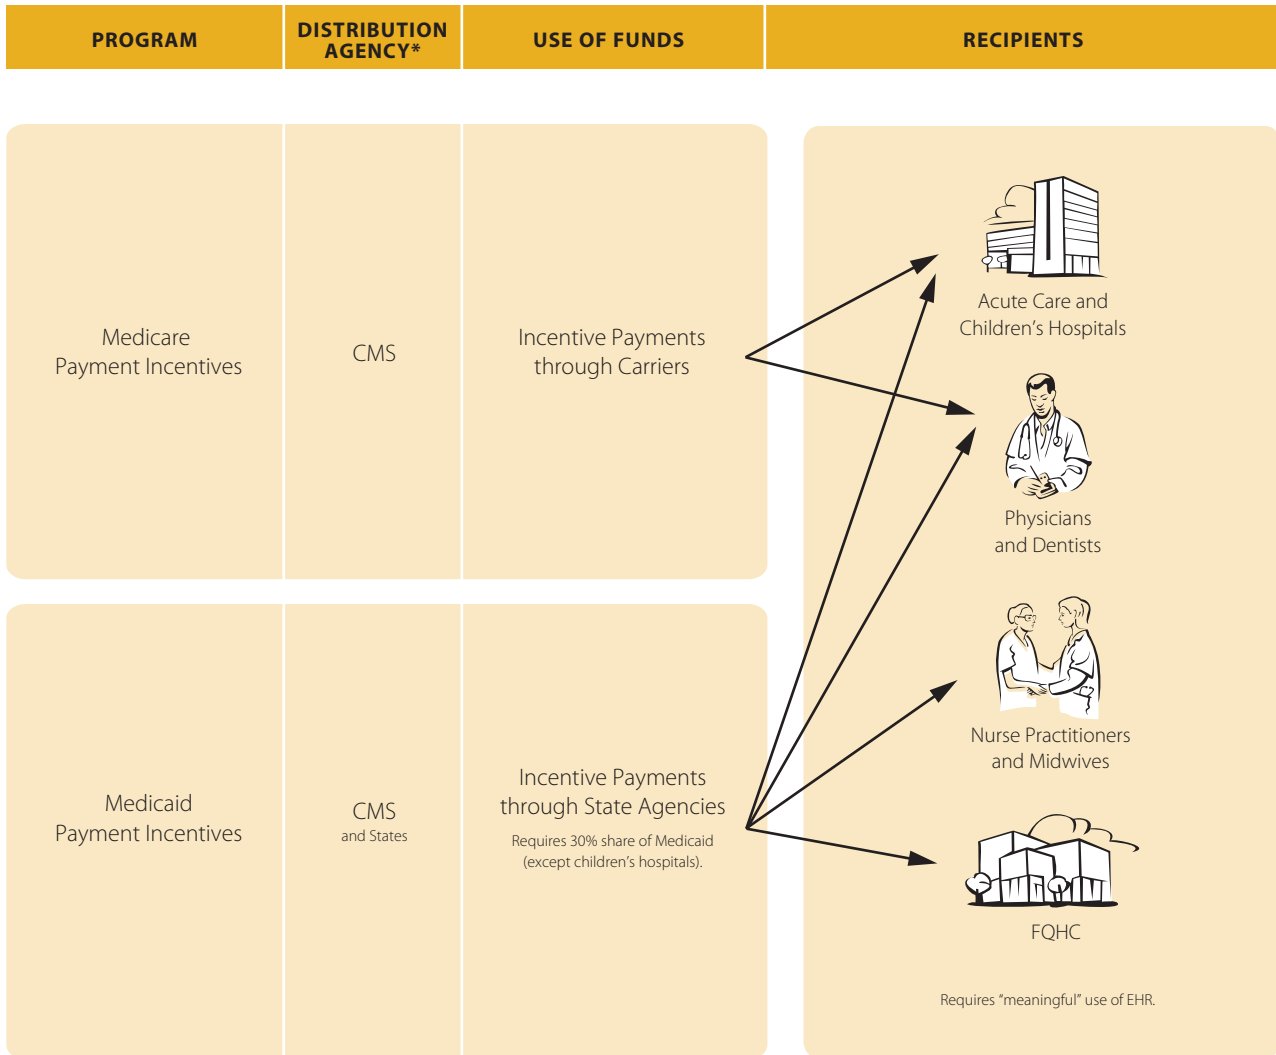 PROGRAM
DISTRIBUTION
AGENCY*
USE OF FUNDS
RECIPIENTS
Medicare
Payment Incentives
CMS
Incentive Payments
through Carriers
Acute Care and
Children’s Hospitals
Physicians
and Dentists
Nurse Practitioners
and Midwives
Medicaid
Payment Incentives
CMS
and States
Incentive Payments
through State Agencies
Requires 30% share of Medicaid
(except children’s hospitals).
FQHC
Requires “meaningful” use of EHR.